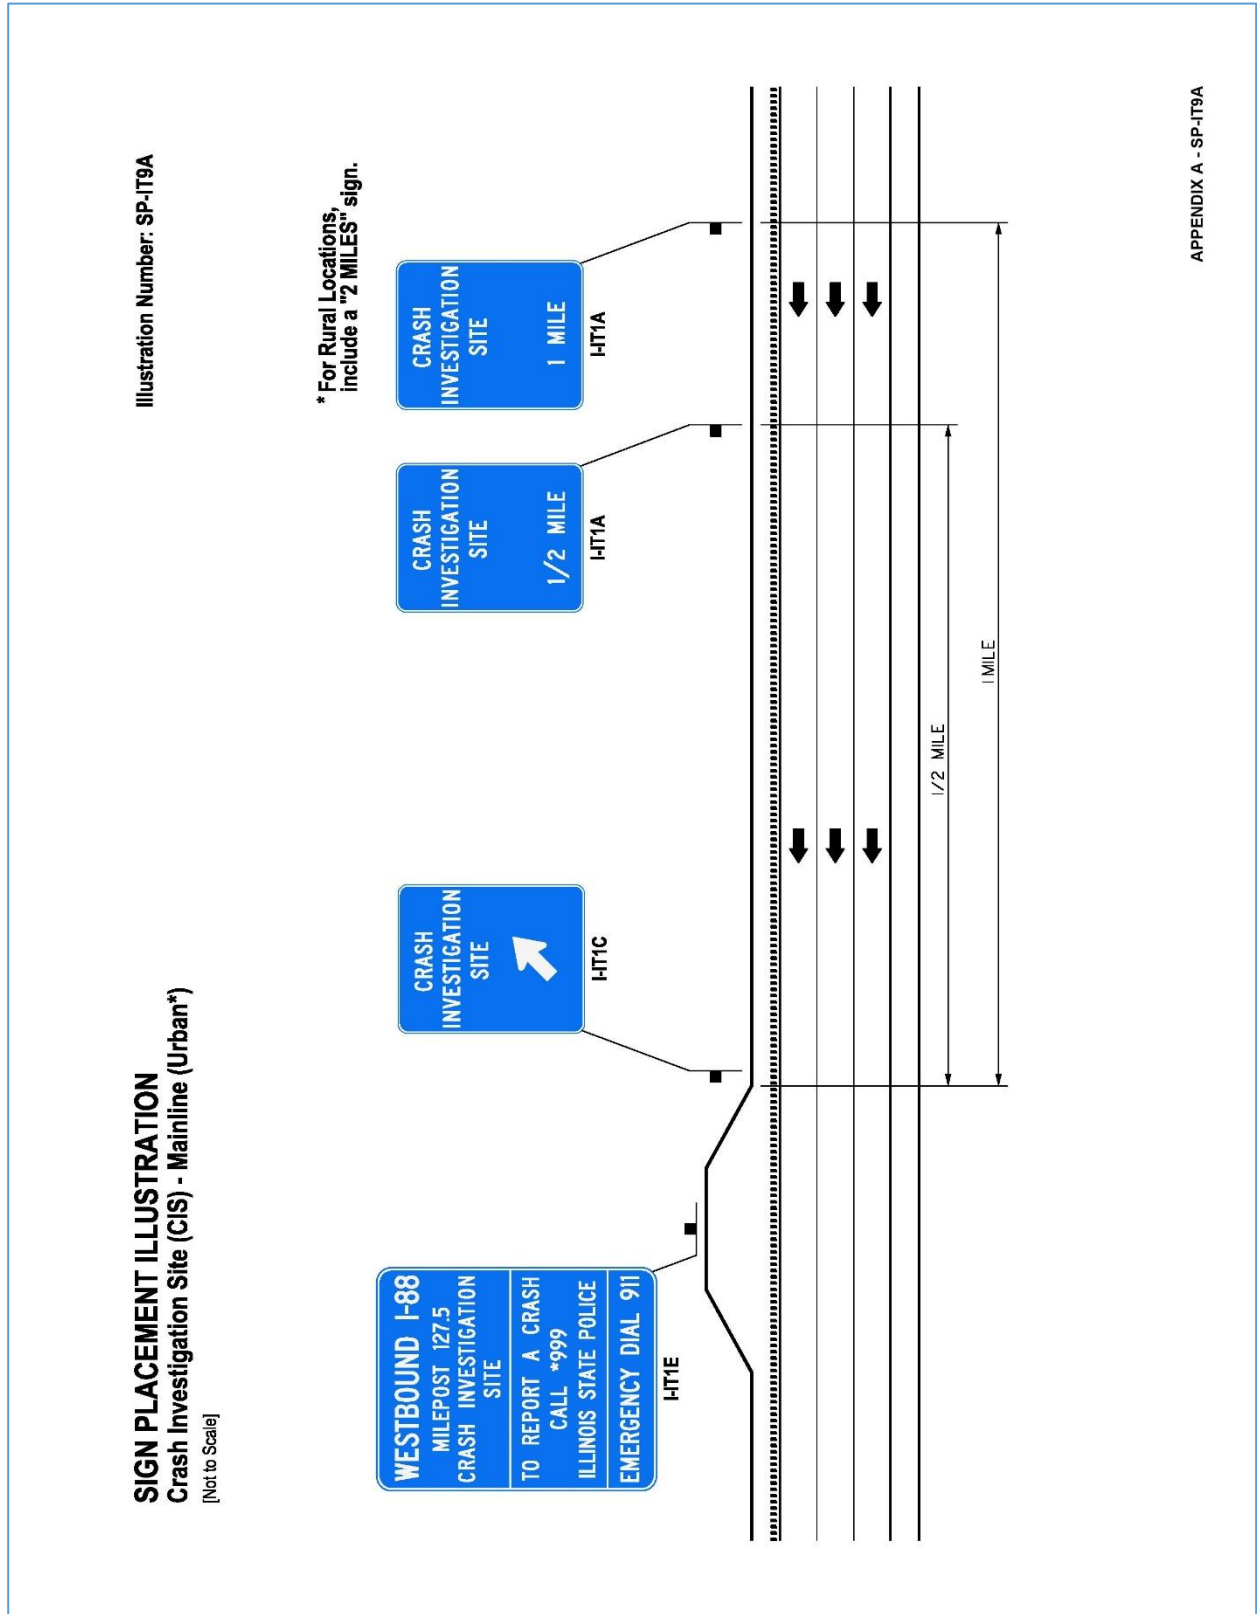 SIGN PLACEMENT ILLUSTRATION
Crash Investigation Site (CIS) - Mainline (Urban*)
[Not to Scale]
Illustration Number: SP-IT9A
* For Rural Locations,
include a "2 MILES" sign.
WESTBOUND I-88
MILEPOST 127.5
CRASH INVESTIGATION
SITE
TO REPORT A CRASH
CALL *999
ILLINOIS STATE POLICE
EMERGENCY DIAL 911
I-IT1E
CRASH
INVESTIGATION
SITE
I-IT1C
CRASH
INVESTIGATION
SITE
1/2 MILE
I-IT1A
CRASH
INVESTIGATION
SITE
1 MILE
I-IT1A
1/2 MILE
1 MILE
APPENDIX A - SP-IT9A